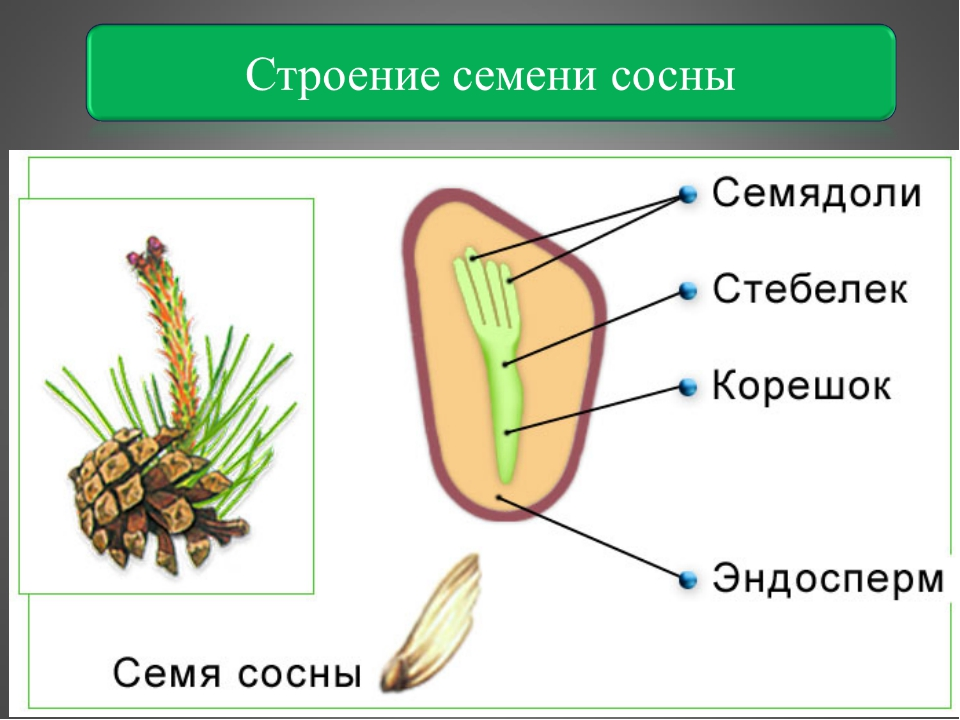 Строение семени сосны
Семядоли
Стебелек
Корешок
Эндосперм
Семя сосны